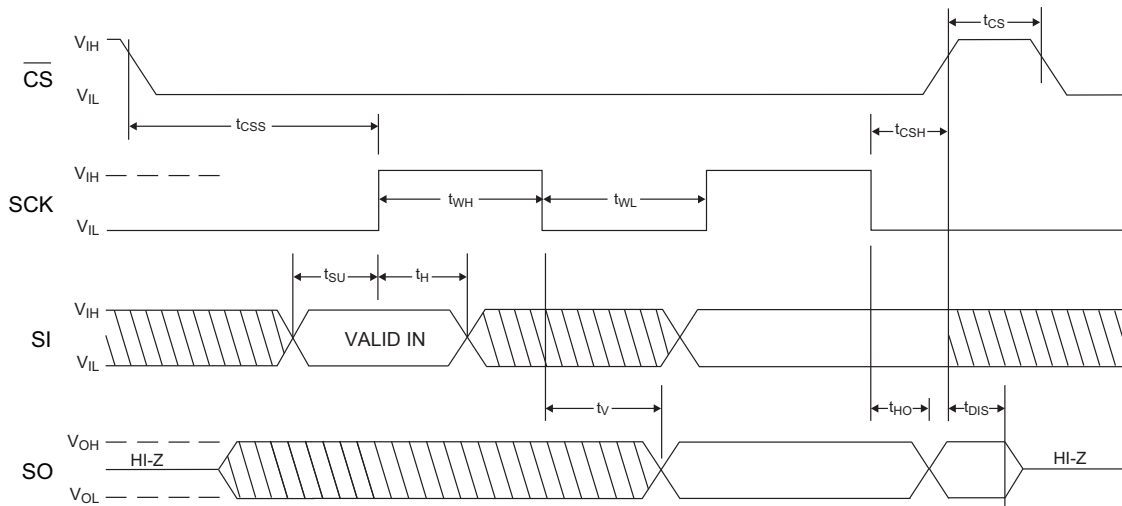 tCS
VIH
CS
VIL
tCSS
tCSH
VIH
SCK
tWH
tWL
VIL
tSU
tH
VIH
SI
VALID IN
VIL
tV
tHO
tDIS
VOH
SO
HI-Z
HI-Z
VOL